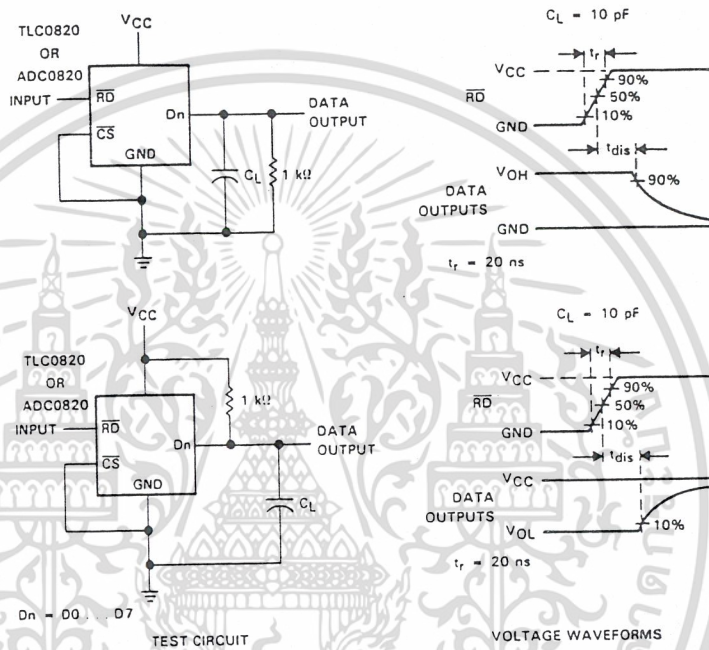 TLC0820
OR
ADC0820
INPUT
VCC
RD
CS
Dn
GND
DATA
OUTPUT
CL
1 kΩ
CL = 10 pF
tr
VCC
90%
50%
10%
RD
GND
tdis
VOH
90%
DATA
OUTPUTS
GND
tr = 20 ns
TLC0820
OR
ADC0820
INPUT
VCC
RD
CS
Dn
GND
1 kΩ
DATA
OUTPUT
CL
Dn = D0 ... D7
TEST CIRCUIT
CL = 10 pF
tr
VCC
90%
50%
10%
RD
GND
tdis
VCC
DATA
OUTPUTS
VOL
10%
tr = 20 ns
VOLTAGE WAVEFORMS